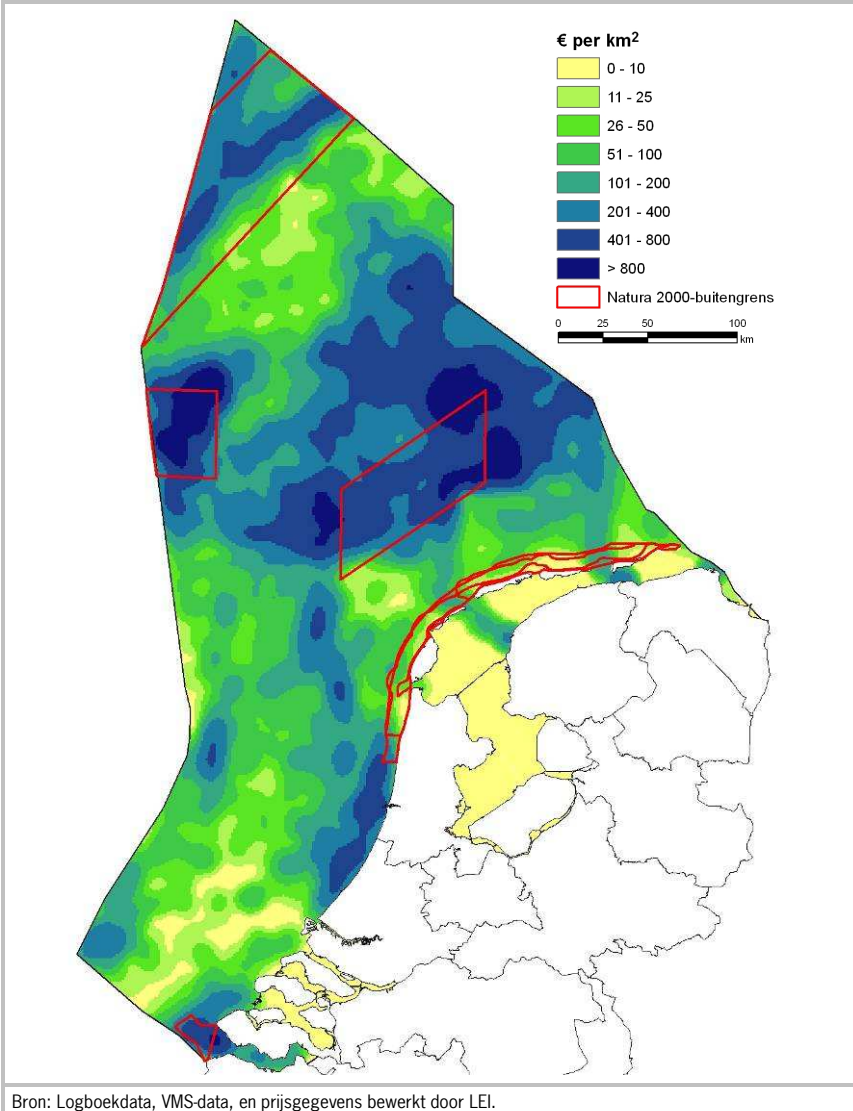 € per km²
0 - 10
11 - 25
26 - 50
51 - 100
101 - 200
201 - 400
401 - 800
> 800
Natura 2000-buitengrens
0 25 50 100
km
Bron: Logboekdata, VMS-data, en prijsgegevens bewerkt door LEI.